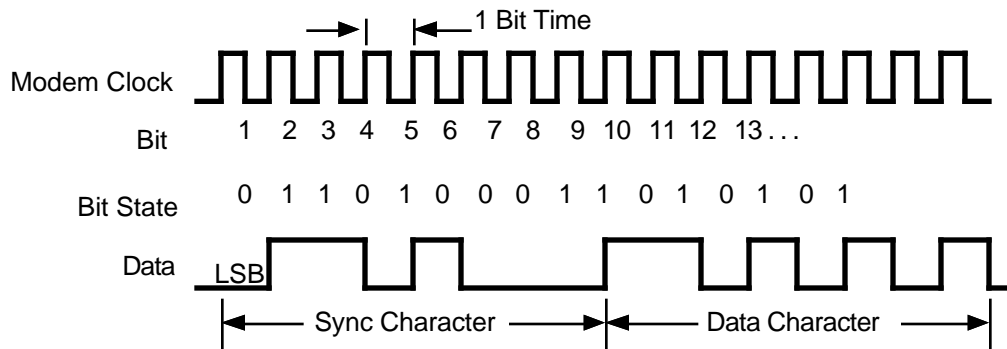 1 Bit Time
Modem Clock
Bit 1 2 3 4 5 6 7 8 9 10 11 12 13 . . .
Bit State 0 1 1 0 1 0 0 0 1 1 0 1 0 1 0 1
Data LSB
Sync Character Data Character